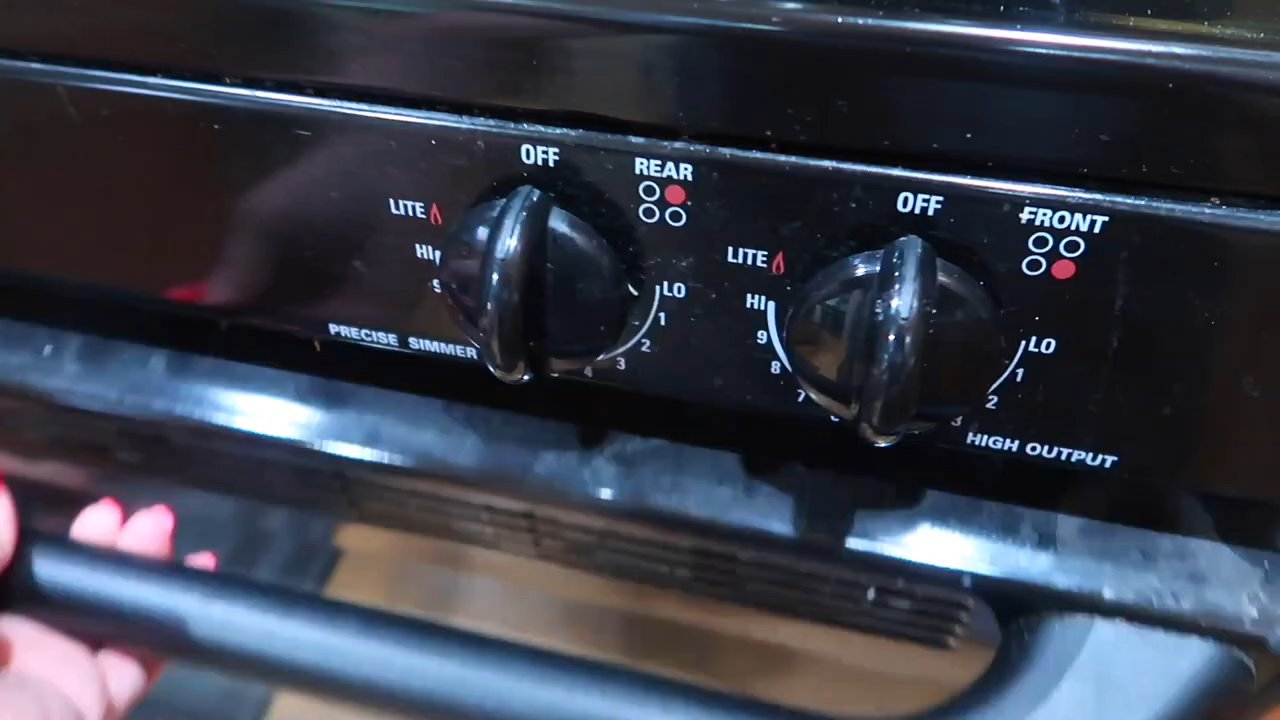 OFF
REAR
LITE
HI
9
LO
1
2
3
4
PRECISE SIMMER
OFF
FRONT
LITE
HI
9
8
7
LO
1
2
3
HIGH OUTPUT